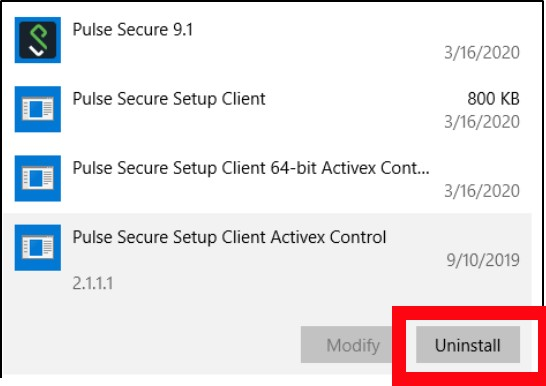 Pulse Secure 9.1
3/16/2020
Pulse Secure Setup Client
800 KB
3/16/2020
Pulse Secure Setup Client 64-bit Activex Cont...
3/16/2020
Pulse Secure Setup Client Activex Control
9/10/2019
2.1.1.1
Modify
Uninstall